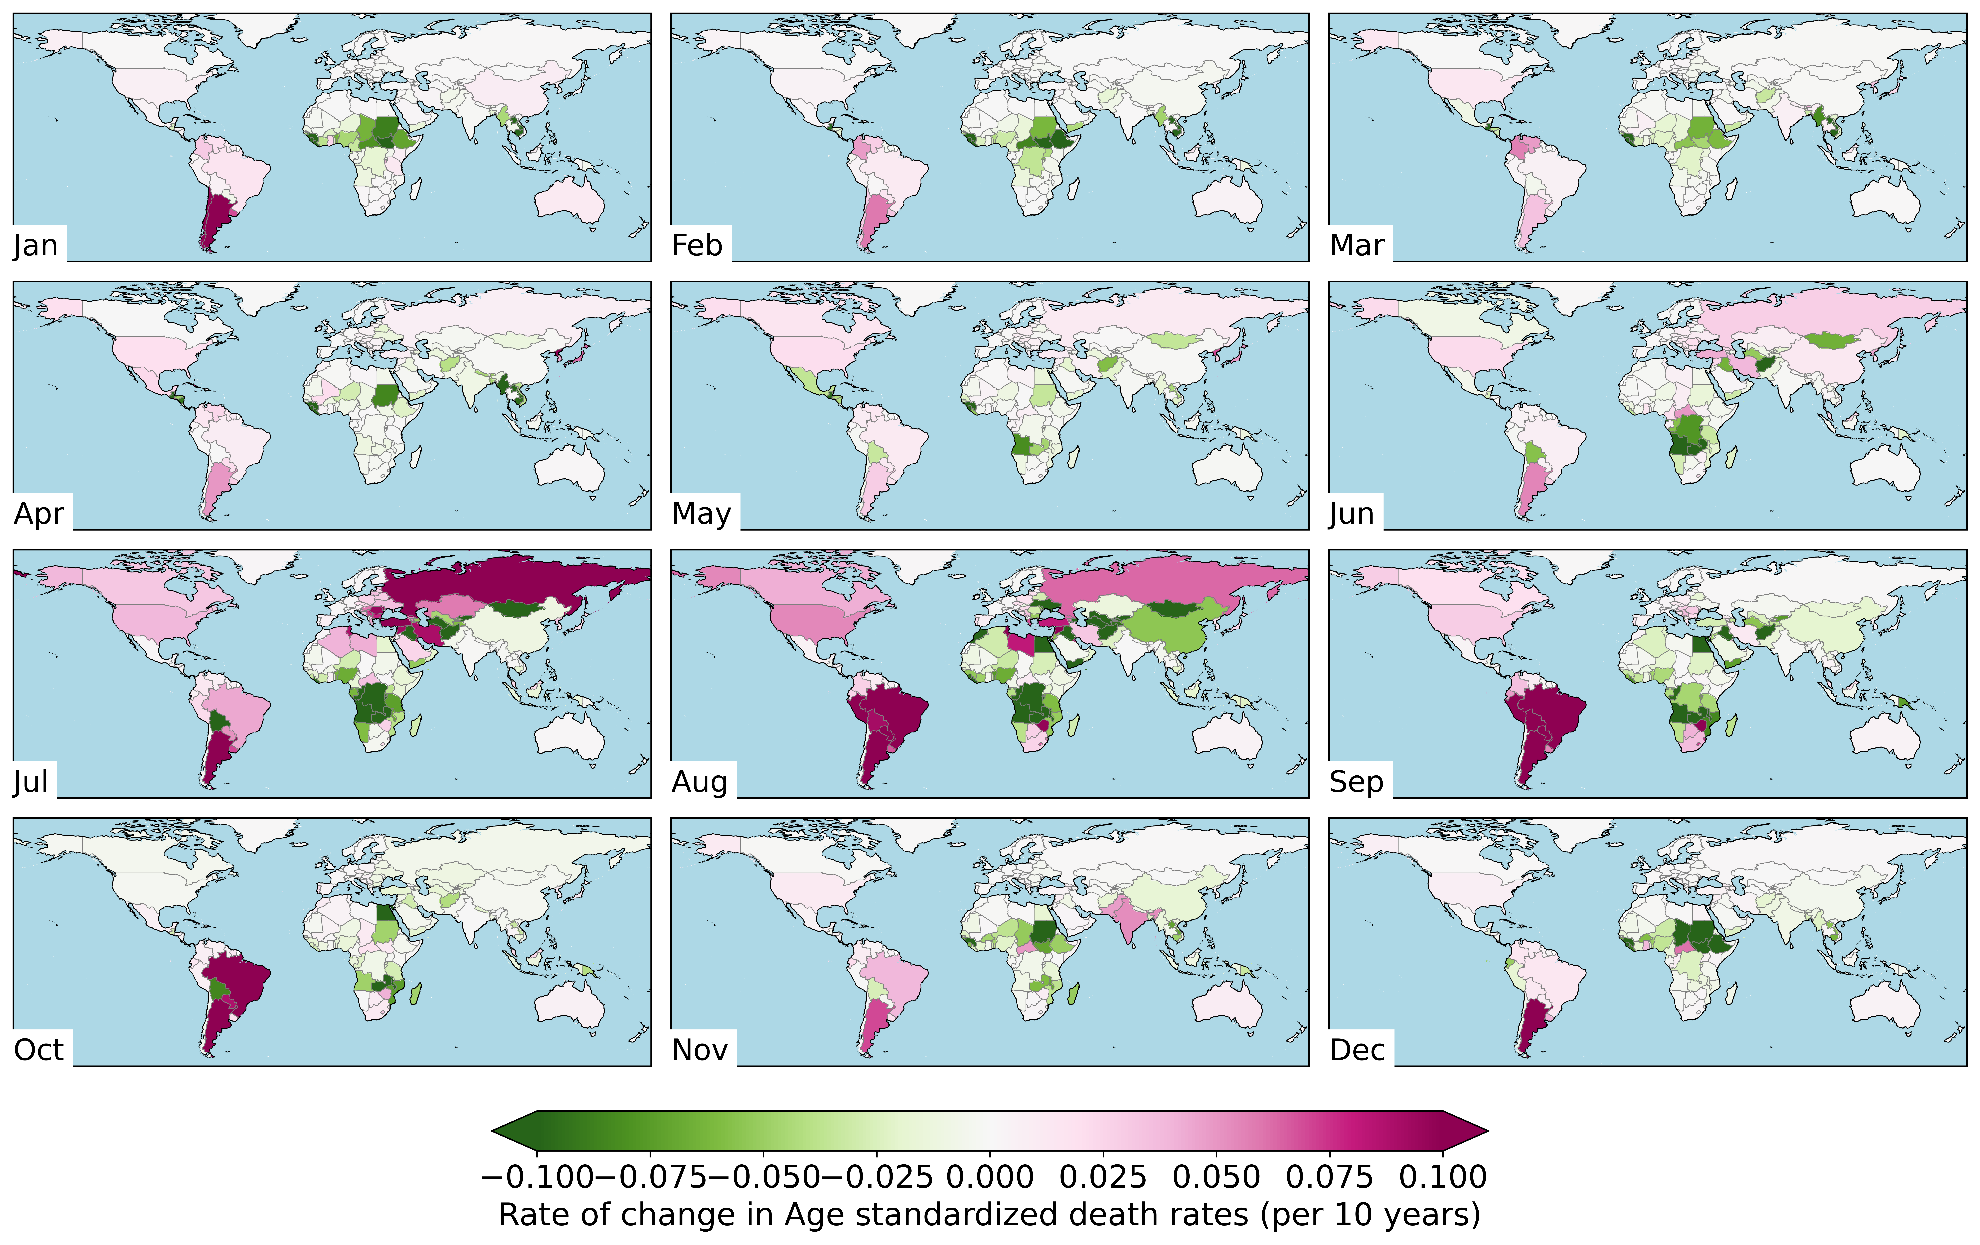 Jan
Feb
Mar
Apr
May
Jun
Jul
Aug
Sep
Oct
Nov
Dec
−0.100−0.075−0.050−0.025 0.000 0.025 0.050 0.075 0.100
Rate of change in Age standardized death rates (per 10 years)